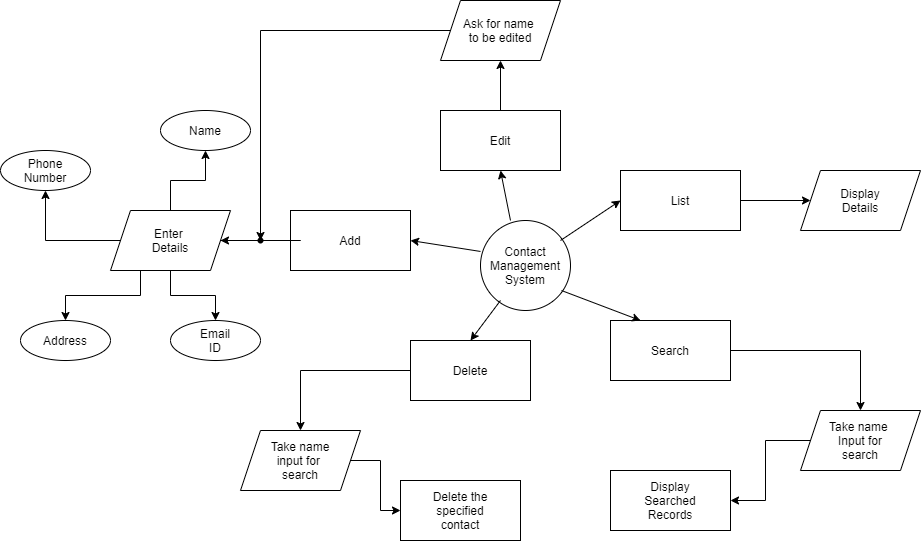 Ask for name
to be edited
Name
Edit
Phone
Number
List
Display
Details
Enter
Details
Add
Contact
Management
System
Address
Email
ID
Search
Delete
Take name
input for
search
Take name
Input for
search
Delete the
specified
contact
Display
Searched
Records